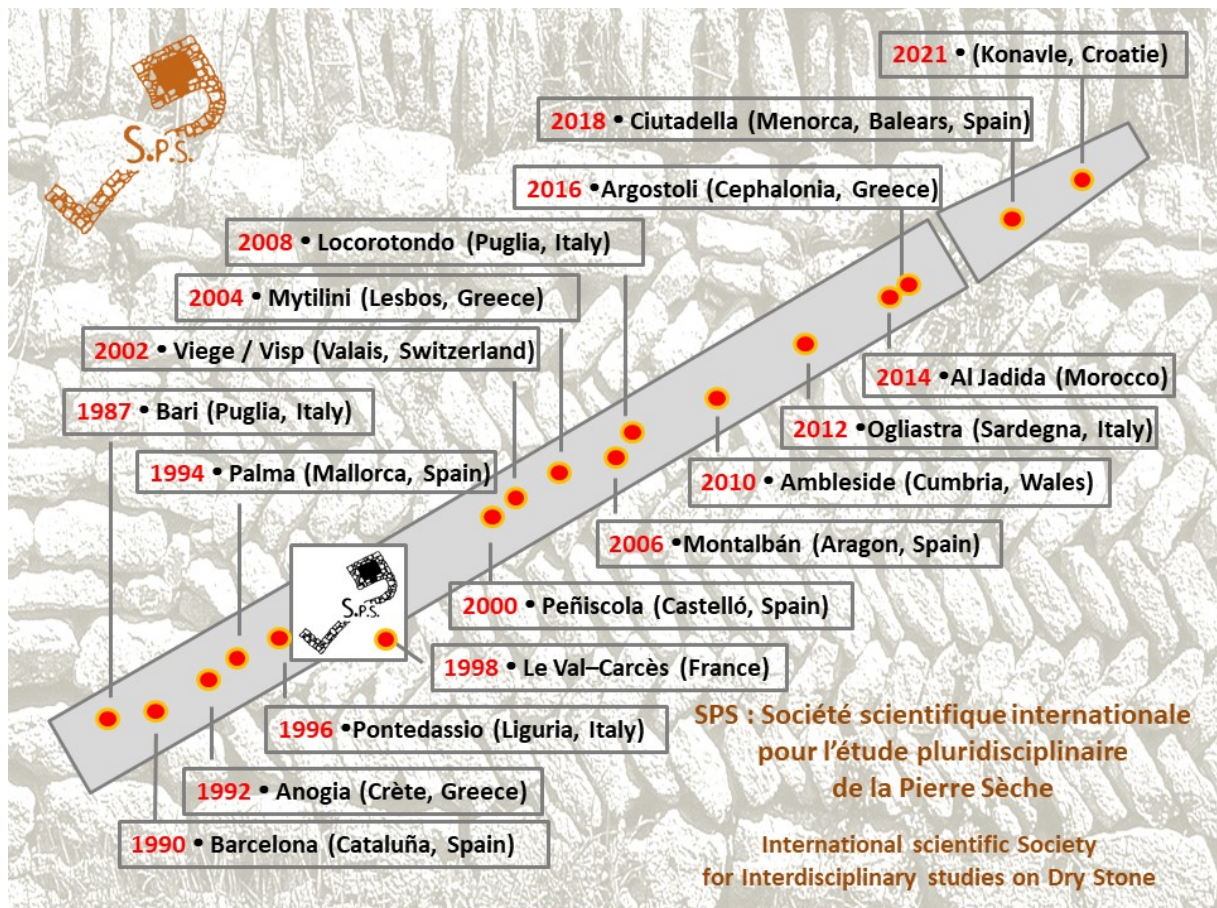 S.P.S.
2021 • (Konavle, Croatie)
2018 • Ciutadella (Menorca, Balears, Spain)
2016 •Argostoli (Cephalonia, Greece)
2008 • Locorotondo (Puglia, Italy)
2004 • Mytilini (Lesbos, Greece)
2002 • Viege / Visp (Valais, Switzerland)
1987 • Bari (Puglia, Italy)
1994 • Palma (Mallorca, Spain)
2014 •Al Jadida (Morocco)
2012 •Ogliastra (Sardegna, Italy)
2010 • Ambleside (Cumbria, Wales)
2006 •Montalbán (Aragon, Spain)
2000 • Peñiscola (Castelló, Spain)
S.P.S.
1998 • Le Val–Carcès (France)
1996 •Pontedassio (Liguria, Italy)
1992 • Anogia (Crète, Greece)
1990 • Barcelona (Cataluña, Spain)
SPS : Société scientifique internationale
pour l’étude pluridisciplinaire
de la Pierre Sèche
International scientific Society
for Interdisciplinary studies on Dry Stone